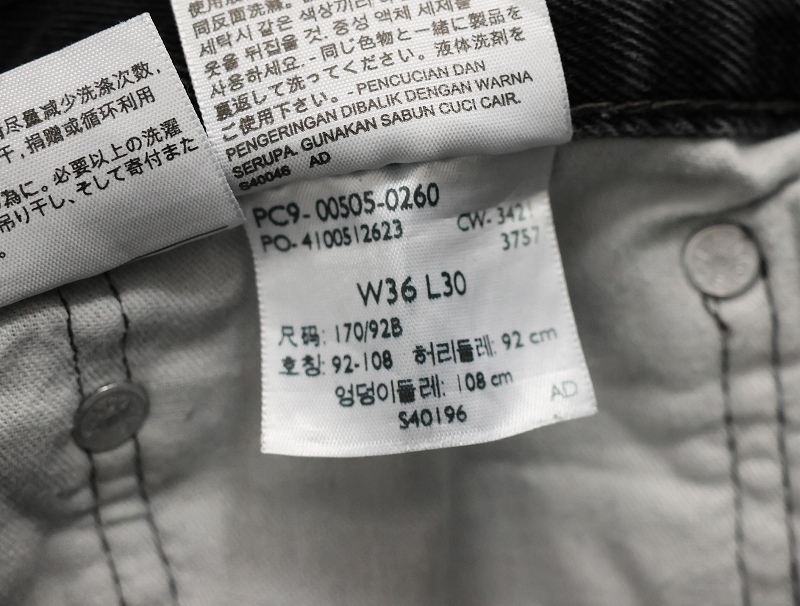 尽量减少洗涤次数,
干,捐赠或循环利用
為に。必要以上の洗濯
吊り干し、そして寄付また
。
同反面洗滌。
세탁시 같은 색상끼리
옷을 뒤집을 것. 중성 액체 세제를
사용하세요. - 同じ色物と一緒に製品を
裏返して洗ってください。液体洗剤を
ご使用下さい。 - PENCUCIAN DAN
PENGERINGAN DIBALIK DENGAN WARNA
SERUPA. GUNAKAN SABUN CUCI CAIR.
S40046 AD
PC9-00505-0260
PO-4100512623 CW-3421
3757
W36 L30
尺码: 170/92B
호칭: 92-108 허리둘레: 92 cm
엉덩이둘레: 108 cm AD
S40196